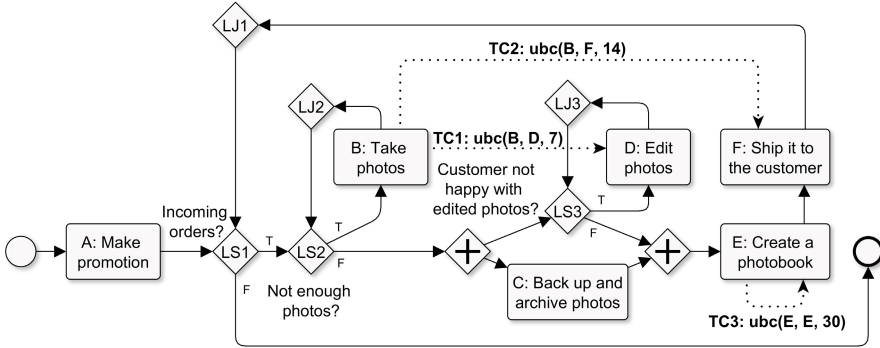 LJ1
TC2: ubc(B, F, 14)
LJ2
LJ3
B: Take
photos
TC1: ubc(B, D, 7)
D: Edit
photos
F: Ship it to
the customer
Customer not
happy with
edited photos?
Incoming
orders?
A: Make
promotion
LS1
T
F
LS2
T
F
Not enough
photos?
LS3
T
F
C: Back up and
archive photos
E: Create a
photobook
TC3: ubc(E, E, 30)